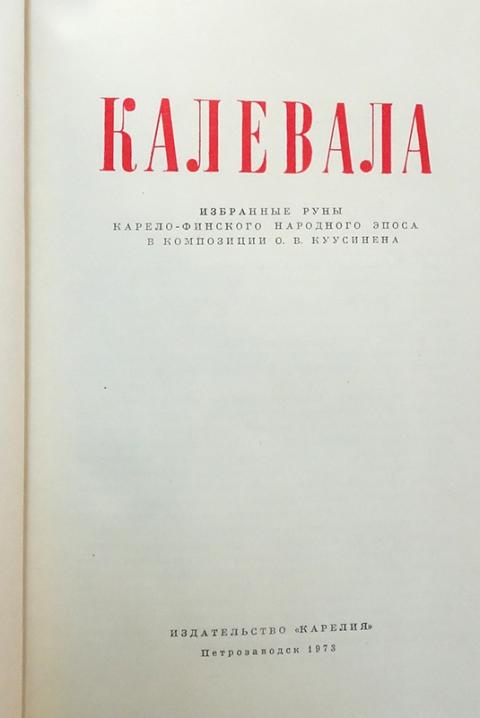 КАЛЕВАЛА
ИЗБРАННЫЕ РУНЫ
КАРЕЛО-ФИНСКОГО НАРОДНОГО ЭПОСА
В КОМПОЗИЦИИ О. В. КУУСИНЕНА
ИЗДАТЕЛЬСТВО «КАРЕЛИЯ»
Петрозаводск 1973